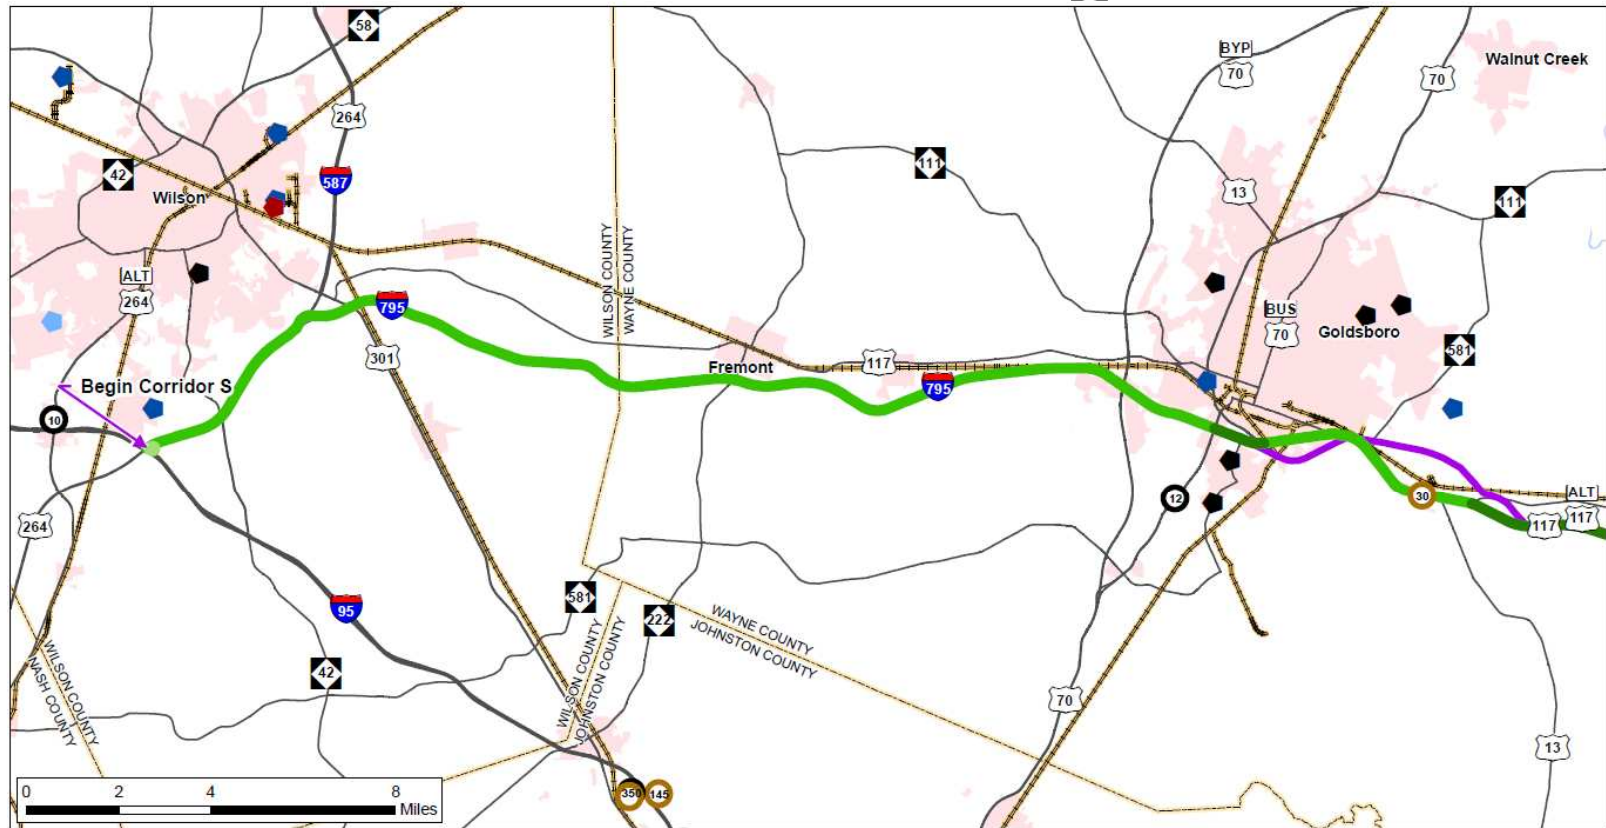 58
BYP
70
70
Walnut Creek
264
42
587
111
13
111
Wilson
WILSON COUNTY
WAYNE COUNTY
ALT
264
795
BUS
70
Goldsboro
301
117
581
Fremont
795
Begin Corridor S
10
264
12
30
ALT
117
117
95
581
222
WAYNE COUNTY
JOHNSTON COUNTY
WILSON COUNTY
NASH COUNTY
42
WILSON COUNTY
JOHNSTON COUNTY
70
13
350
145
0 2 4 8
Miles